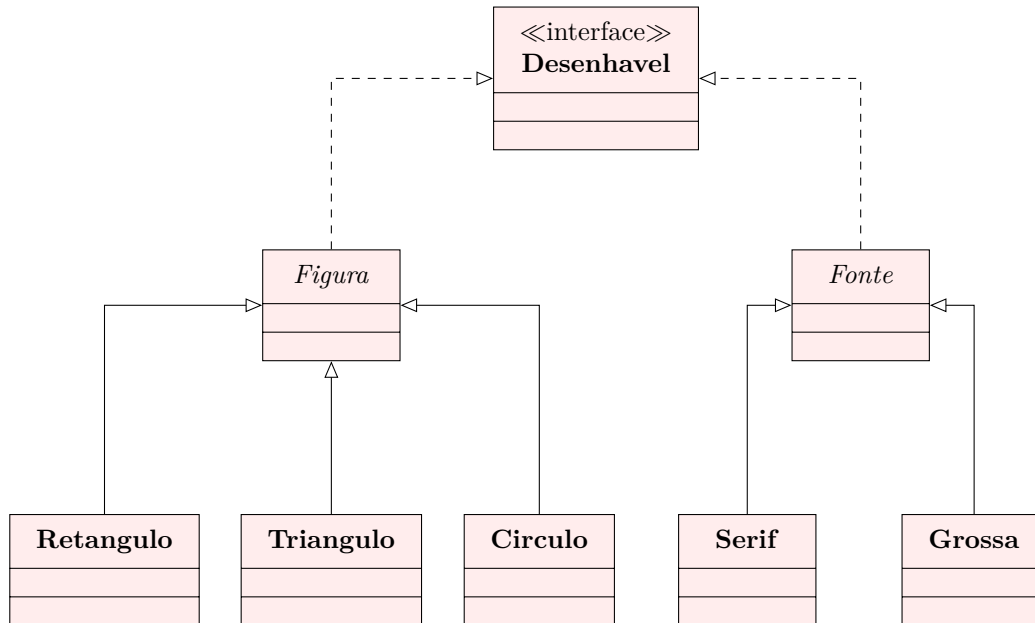 ≪interface≫
Desenhavel
Figura
Fonte
Retangulo
Triangulo
Circulo
Serif
Grossa